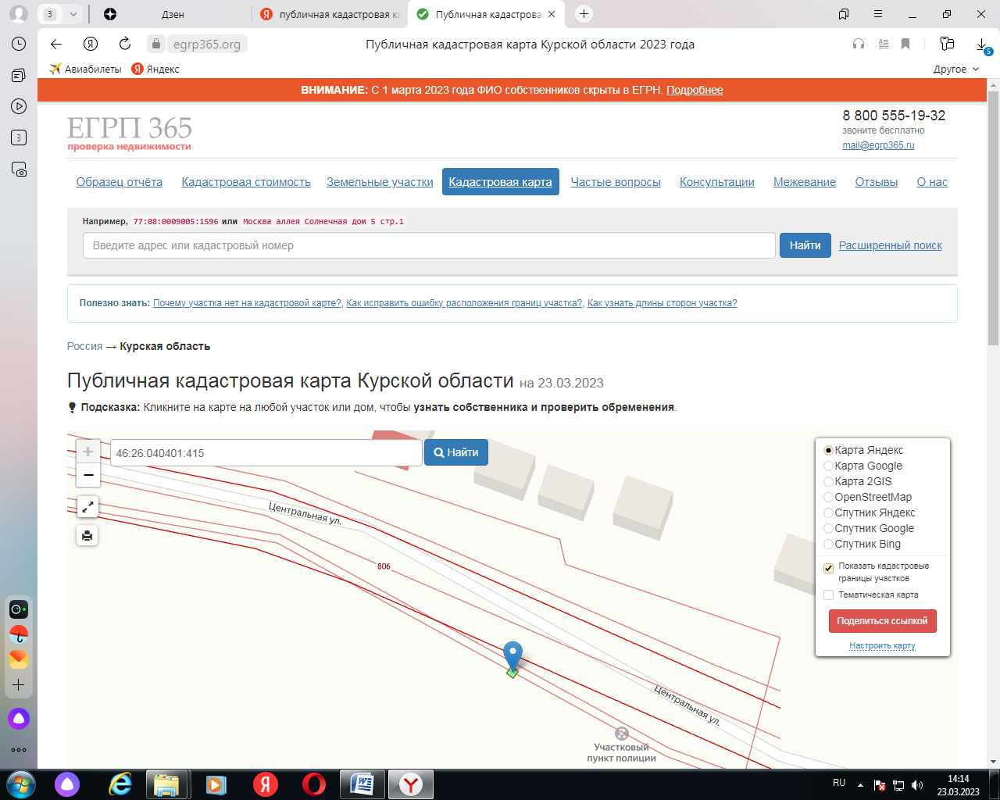 3
Дзен
публичная кадастровая к
Публичная кадастрова
egrp365.org
Публичная кадастровая карта Курской области 2023 года
5
Авиабилеты
Яндекс
Другое
ВНИМАНИЕ: С 1 марта 2023 года ФИО собственников скрыты в ЕГРН. Подробнее
ЕГРП 365
проверка недвижимости
8 800 555-19-32
звоните бесплатно
mail@egrp365.ru
3
Образец отчёта
Кадастровая стоимость
Земельные участки
Кадастровая карта
Частые вопросы
Консультации
Межевание
Отзывы
О нас
Например, 77:08:0009005:1596 или Москва аллея Солнечная дом 5 стр.1
Введите адрес или кадастровый номер
Найти
Расширенный поиск
Полезно знать: Почему участка нет на кадастровой карте?, Как исправить ошибку расположения границ участка?, Как узнать длины сторон участка?
Россия → Курская область
Публичная кадастровая карта Курской области на 23.03.2023
Подсказка: Кликните на карте на любой участок или дом, чтобы узнать собственника и проверить обременения.
+
−
46:26:040401:415
Найти
Карта Яндекс
Карта Google
Карта 2GIS
OpenStreetMap
Спутник Яндекс
Спутник Google
Спутник Bing
Показать кадастровые
границы участков
Тематическая карта
Поделиться ссылкой
Настроить карту
Центральная ул.
806
Центральная ул.
Участковый
пункт полиции
RU
14:14
23.03.2023